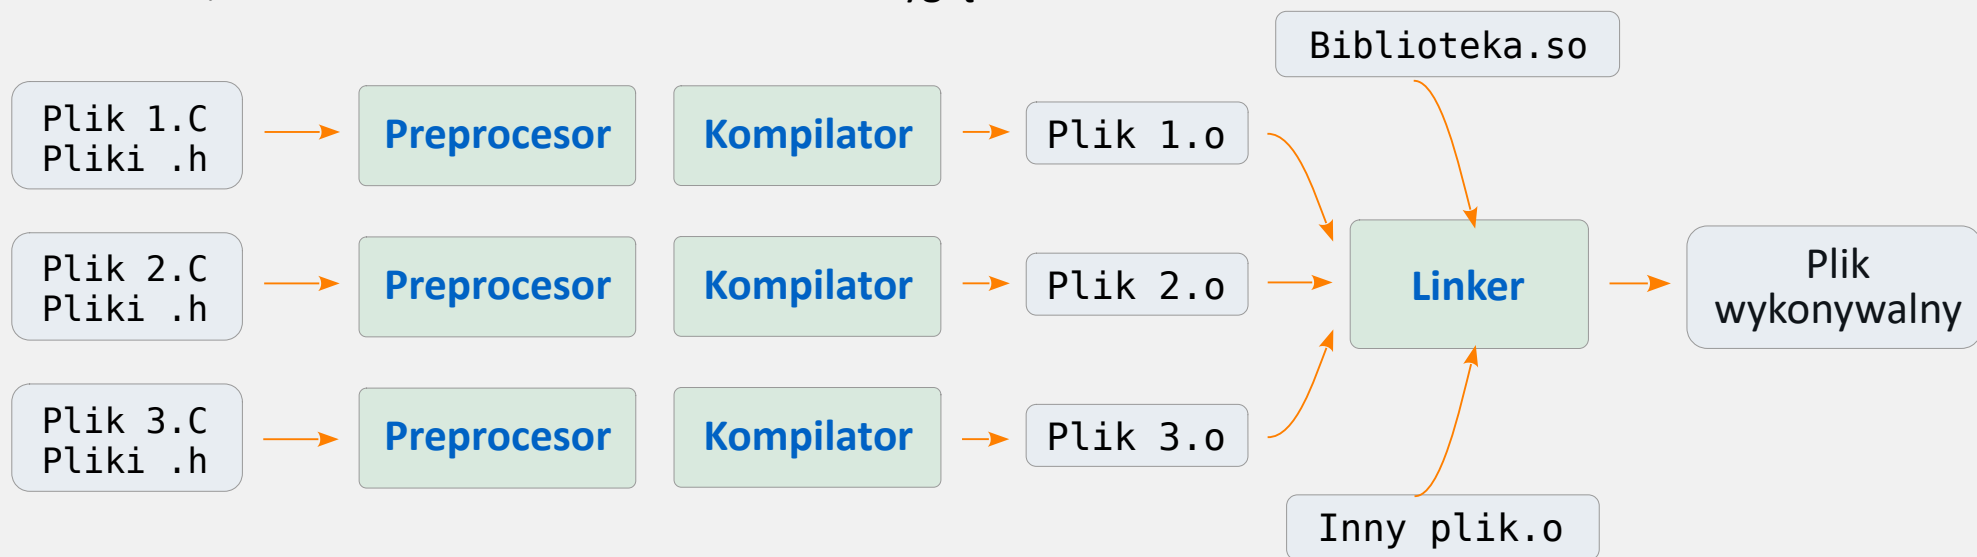 Biblioteka.so
Plik 1.C
Pliki .h
Preprocesor
Kompilator
Plik 1.o
Plik 2.C
Pliki .h
Preprocesor
Kompilator
Plik 2.o
Linker
Plik
wykonywalny
Plik 3.C
Pliki .h
Preprocesor
Kompilator
Plik 3.o
Inny plik.o